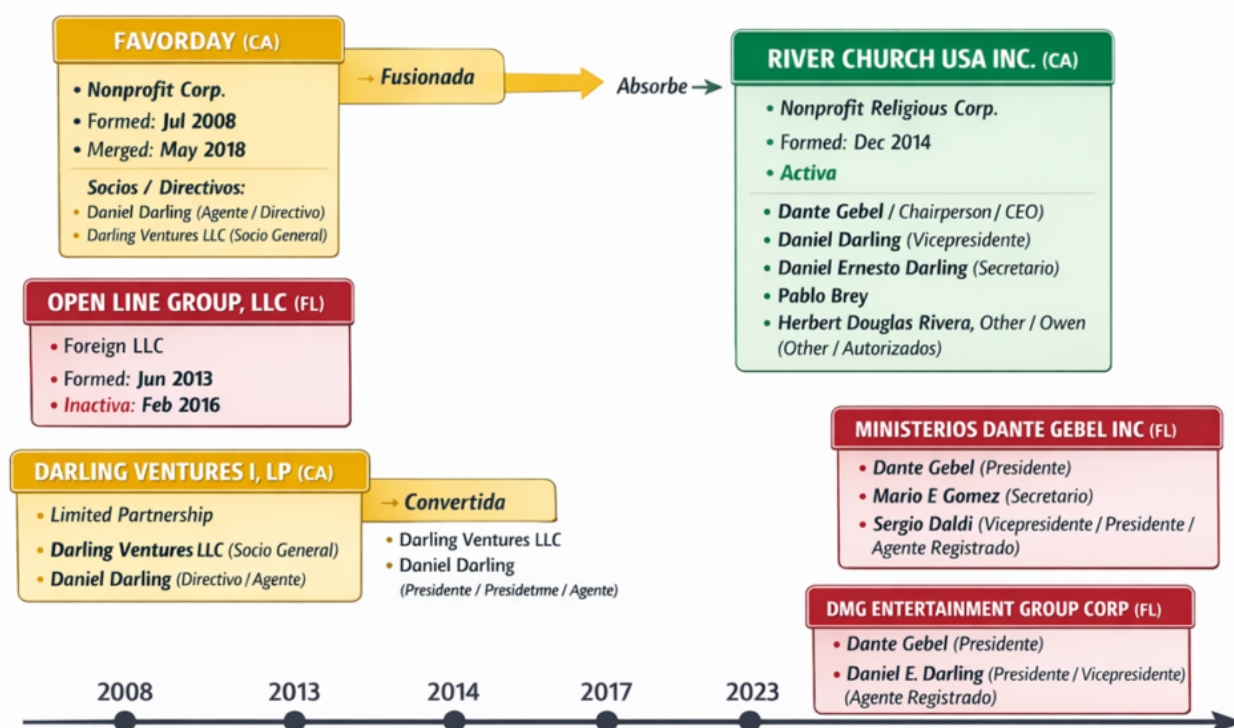 FAVORDAY (CA)
• Nonprofit Corp.
• Formed: Jul 2008
• Merged: May 2018
Socios / Directivos:
• Daniel Darling (Agente / Directivo)
• Darling Ventures LLC (Socio General)
→ Fusionada
Absorbe →
RIVER CHURCH USA INC. (CA)
• Nonprofit Religious Corp.
• Formed: Dec 2014
• Activa
• Dante Gebel / Chairperson / CEO)
• Daniel Darling (Vicepresidente)
• Daniel Ernesto Darling (Secretario)
• Pablo Brey
• Herbert Douglas Rivera, Other / Owen
(Other / Autorizados)
OPEN LINE GROUP, LLC (FL)
• Foreign LLC
• Formed: Jun 2013
• Inactiva: Feb 2016
DARLING VENTURES I, LP (CA)
• Limited Partnership
• Darling Ventures LLC (Socio General)
• Daniel Darling (Directivo / Agente)
→ Convertida
• Darling Ventures LLC
• Daniel Darling
(Presidente / Presidetme / Agente)
MINISTERIOS DANTE GEBEL INC (FL)
• Dante Gebel (Presidente)
• Mario E Gomez (Secretario)
• Sergio Daldi (Vicepresidente / Presidente /
Agente Registrado)
DMG ENTERTAINMENT GROUP CORP (FL)
• Dante Gebel (Presidente)
• Daniel E. Darling (Presidente / Vicepresidente)
(Agente Registrado)
2008 2013 2014 2017 2023